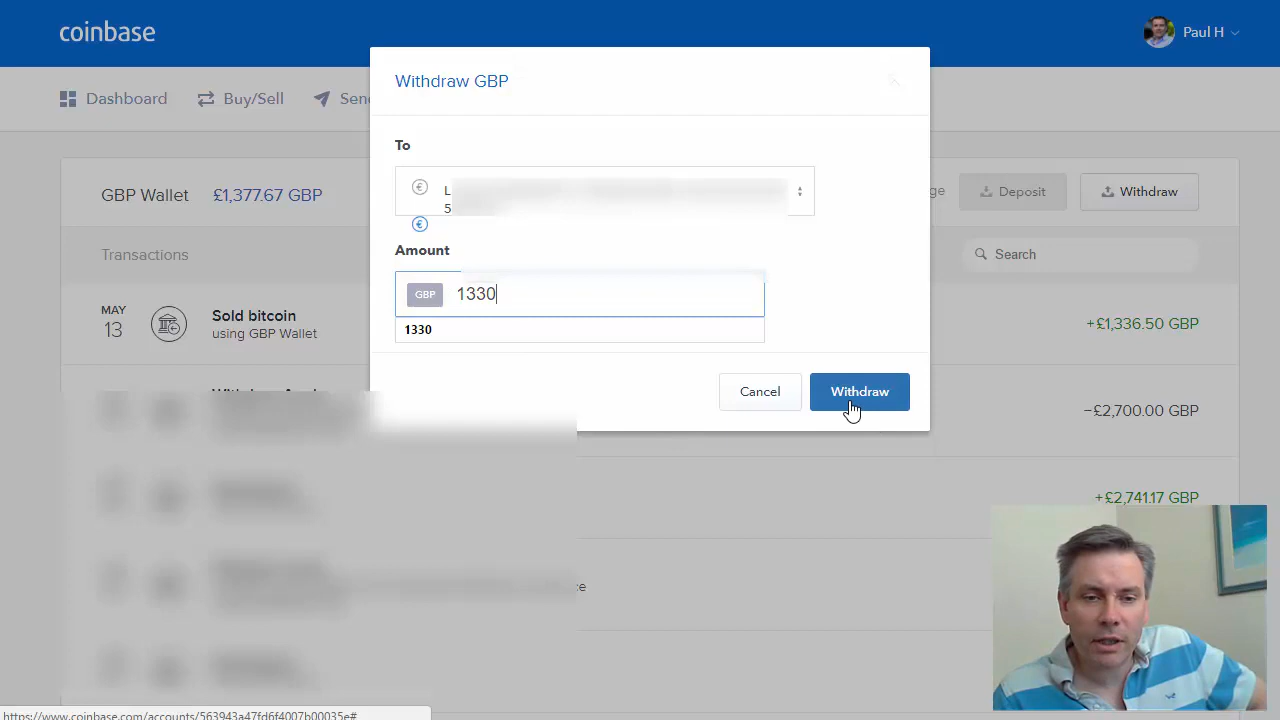 coinbase
Paul H
Dashboard
Buy/Sell
Withdraw GBP
To
L
5
Amount
GBP 1330
1330
Cancel
Withdraw
GBP Wallet £1,377.67 GBP
Deposit
Withdraw
Transactions
Search
MAY
13
Sold bitcoin
using GBP Wallet
+£1,336.50 GBP
−£2,700.00 GBP
+£2,741.17 GBP
https://www.coinbase.com/accounts/563943a47fd6f4007b00035e#